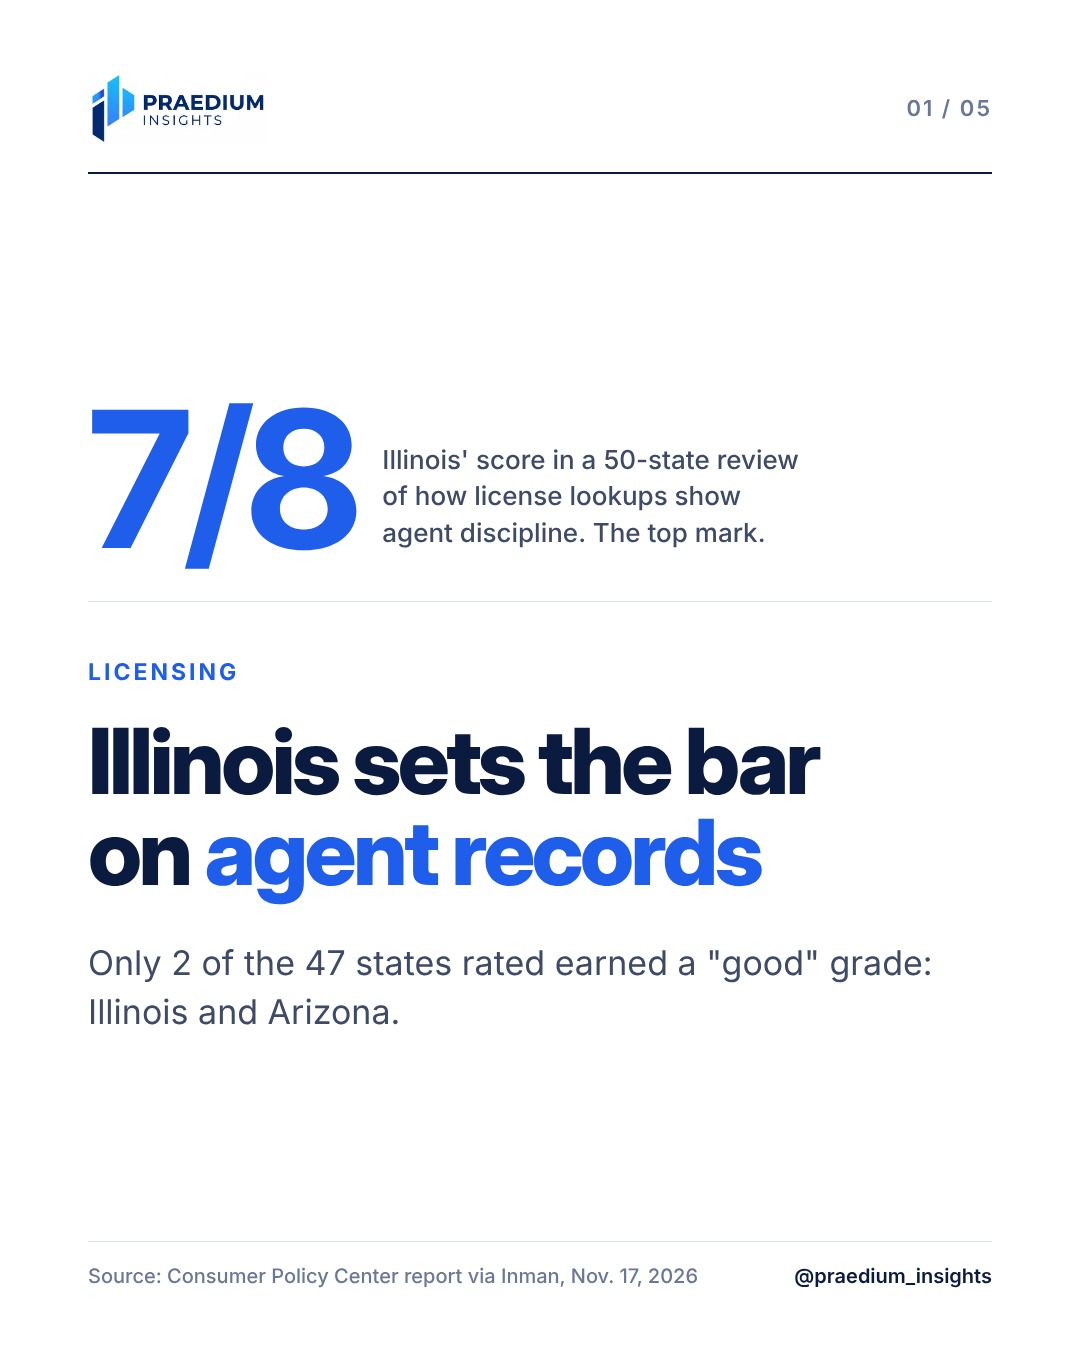 PRAEDIUM
INSIGHTS
01 / 05
7/8
Illinois' score in a 50-state review
of how license lookups show
agent discipline. The top mark.
LICENSING
Illinois sets the bar
on agent records
Only 2 of the 47 states rated earned a "good" grade:
Illinois and Arizona.
Source: Consumer Policy Center report via Inman, Nov. 17, 2026
@praedium_insights